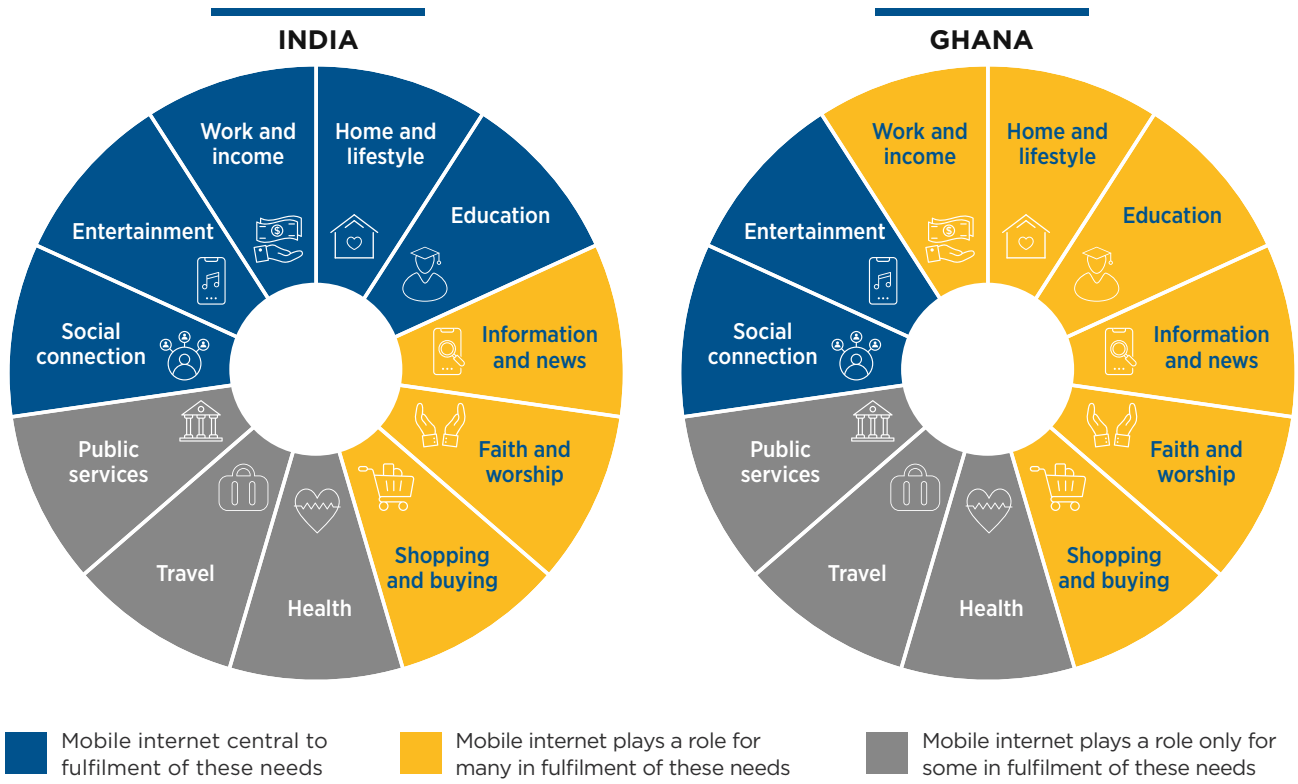 INDIA
Work and
income
Home and
lifestyle
Education
Entertainment
Information
and news
Social
connection
Faith and
worship
Public
services
Shopping
and buying
Travel
Health
GHANA
Work and
income
Home and
lifestyle
Education
Entertainment
Information
and news
Social
connection
Faith and
worship
Public
services
Shopping
and buying
Travel
Health
Mobile internet central to
fulfilment of these needs
Mobile internet plays a role for
many in fulfilment of these needs
Mobile internet plays a role only for
some in fulfilment of these needs